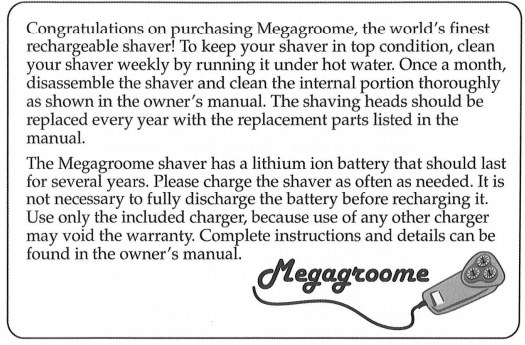 Congratulations on purchasing Megagroome, the world's finest
rechargeable shaver! To keep your shaver in top condition, clean
your shaver weekly by running it under hot water. Once a month,
disassemble the shaver and clean the internal portion thoroughly
as shown in the owner's manual. The shaving heads should be
replaced every year with the replacement parts listed in the
manual.
The Megagroome shaver has a lithium ion battery that should last
for several years. Please charge the shaver as often as needed. It is
not necessary to fully discharge the battery before recharging it.
Use only the included charger, because use of any other charger
may void the warranty. Complete instructions and details can be
found in the owner's manual.
Megagroome